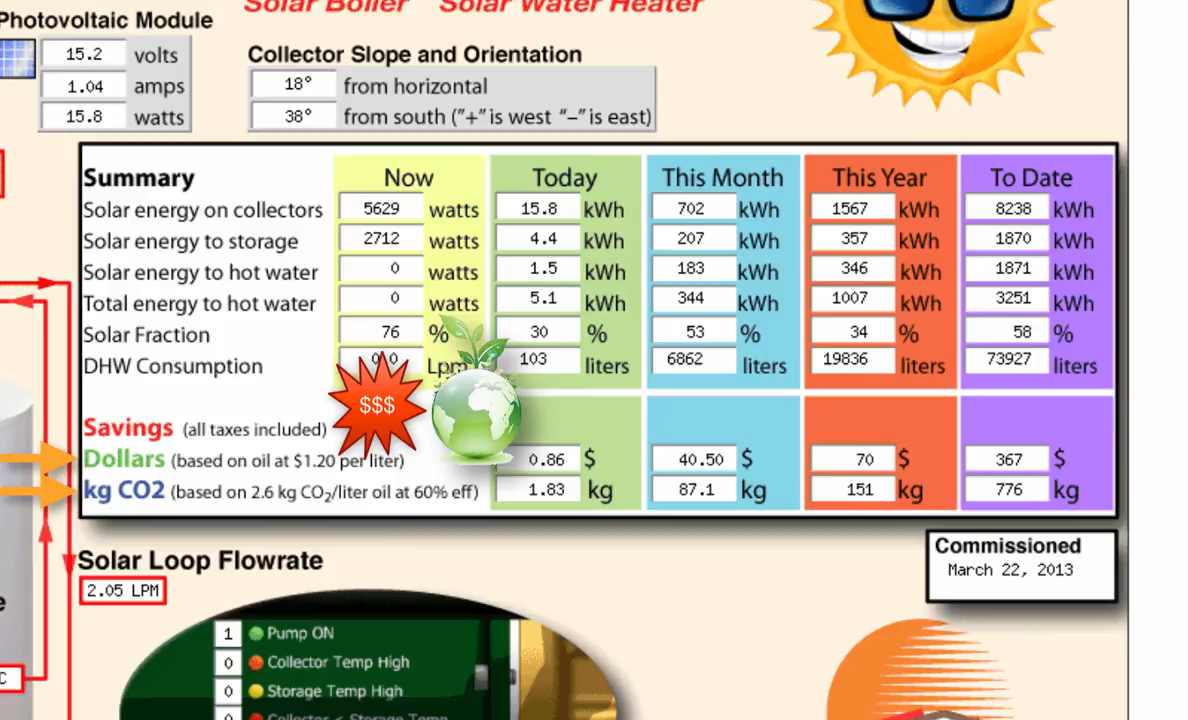 Solar Boiler Solar Water Heater
Photovoltaic Module
15.2 volts
1.04 amps
15.8 watts
Collector Slope and Orientation
18° from horizontal
38° from south ("+" is west "–" is east)
Summary Now Today This Month This Year To Date
Solar energy on collectors 5629 watts 15.8 kWh 702 kWh 1567 kWh 8238 kWh
Solar energy to storage 2712 watts 4.4 kWh 207 kWh 357 kWh 1870 kWh
Solar energy to hot water 0 watts 1.5 kWh 183 kWh 346 kWh 1871 kWh
Total energy to hot water 0 watts 5.1 kWh 344 kWh 1007 kWh 3251 kWh
Solar Fraction 76 % 30 % 53 % 34 % 58 %
DHW Consumption 0.0 Lpm 103 liters 6862 liters 19836 liters 73927 liters
$$$
Savings (all taxes included)
Dollars (based on oil at $1.20 per liter) 0.86 $ 40.50 $ 70 $ 367 $
kg CO2 (based on 2.6 kg CO2/liter oil at 60% eff) 1.83 kg 87.1 kg 151 kg 776 kg
Commissioned
March 22, 2013
Solar Loop Flowrate
2.05 LPM
1 Pump ON
0 Collector Temp High
0 Storage Temp High
0 Collector < Storage Temp
C
e